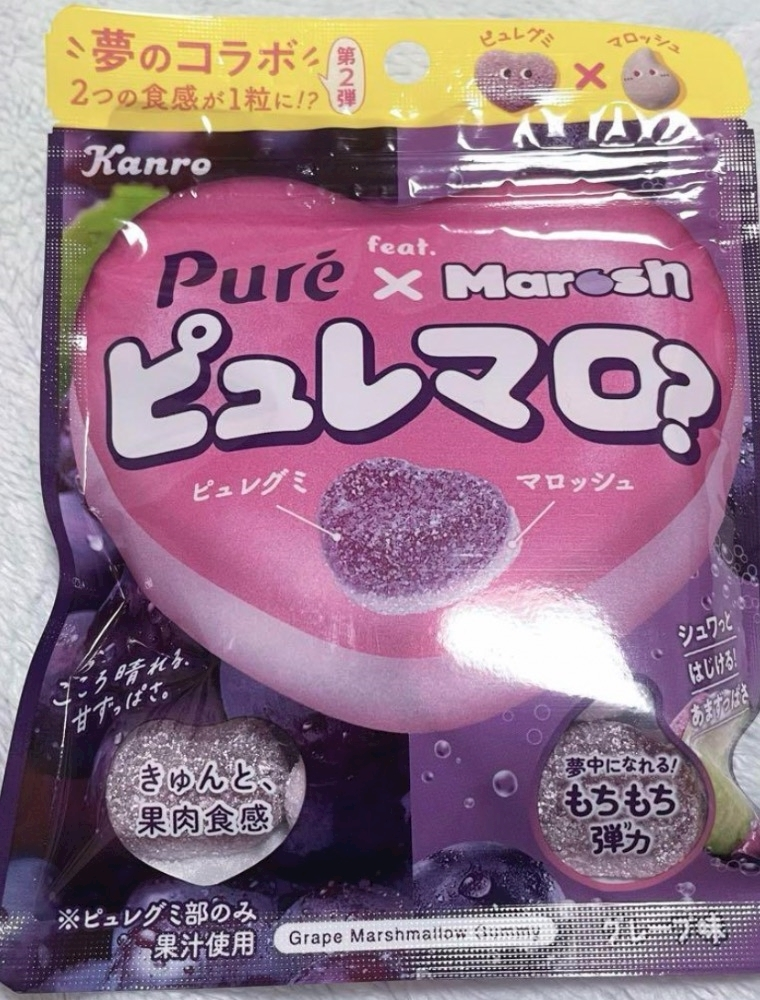 夢のコラボ
2つの食感が1粒に!?
第2弾
ピュレグミ
×
マロッシュ
Kanro
Puré
feat.
×
Marosh
ピュレマロ?
ピュレグミ
マロッシュ
こころ晴れる、
甘ずっぱさ。
シュワっと
はじける!
あまずっぱさ
きゅんと、
果肉食感
夢中になれる!
もちもち
弾力
※ピュレグミ部のみ
果汁使用
Grape Marshmallow Gummy
グレープ味